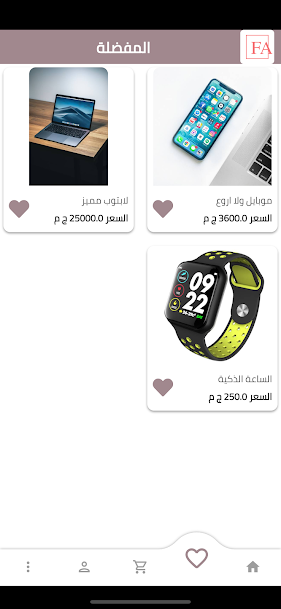 المفضلة
FA
موبايل ولا اروع
السعر 3600.0 ج م
لابتوب مميز
السعر 25000.0 ج م
09
22
الساعة الذكية
السعر 250.0 ج م